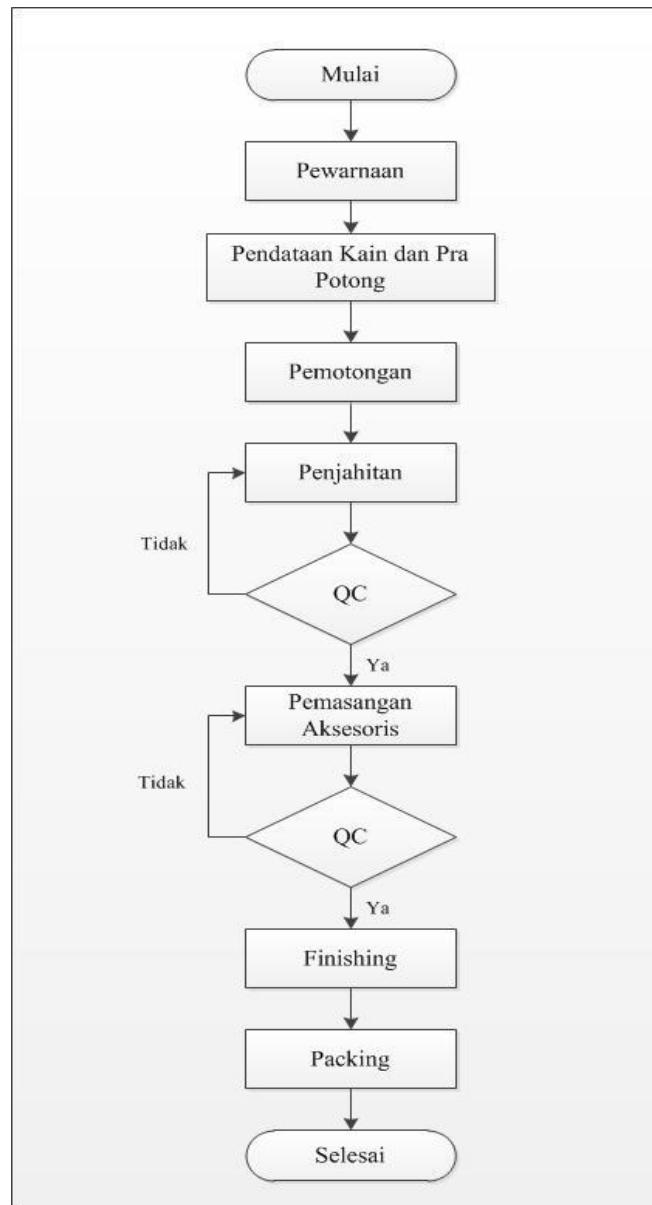 Mulai
Pewarnaan
Pendataan Kain dan Pra
Potong
Pemotongan
Penjahitan
Tidak
QC
Ya
Pemasangan
Aksesoris
Tidak
QC
Ya
Finishing
Packing
Selesai